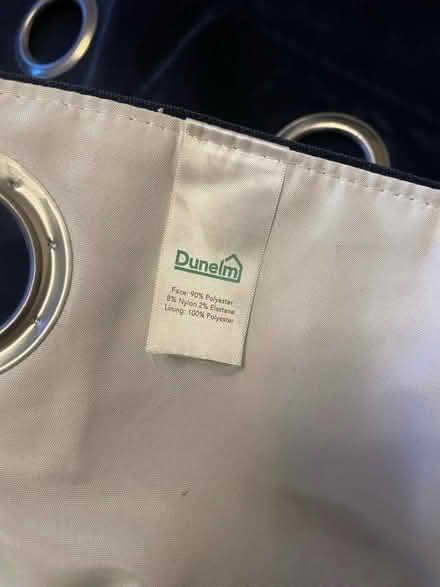 Dunelm
Face: 90% Polyester
8% Nylon 2% Elastane
Lining: 100% Polyester